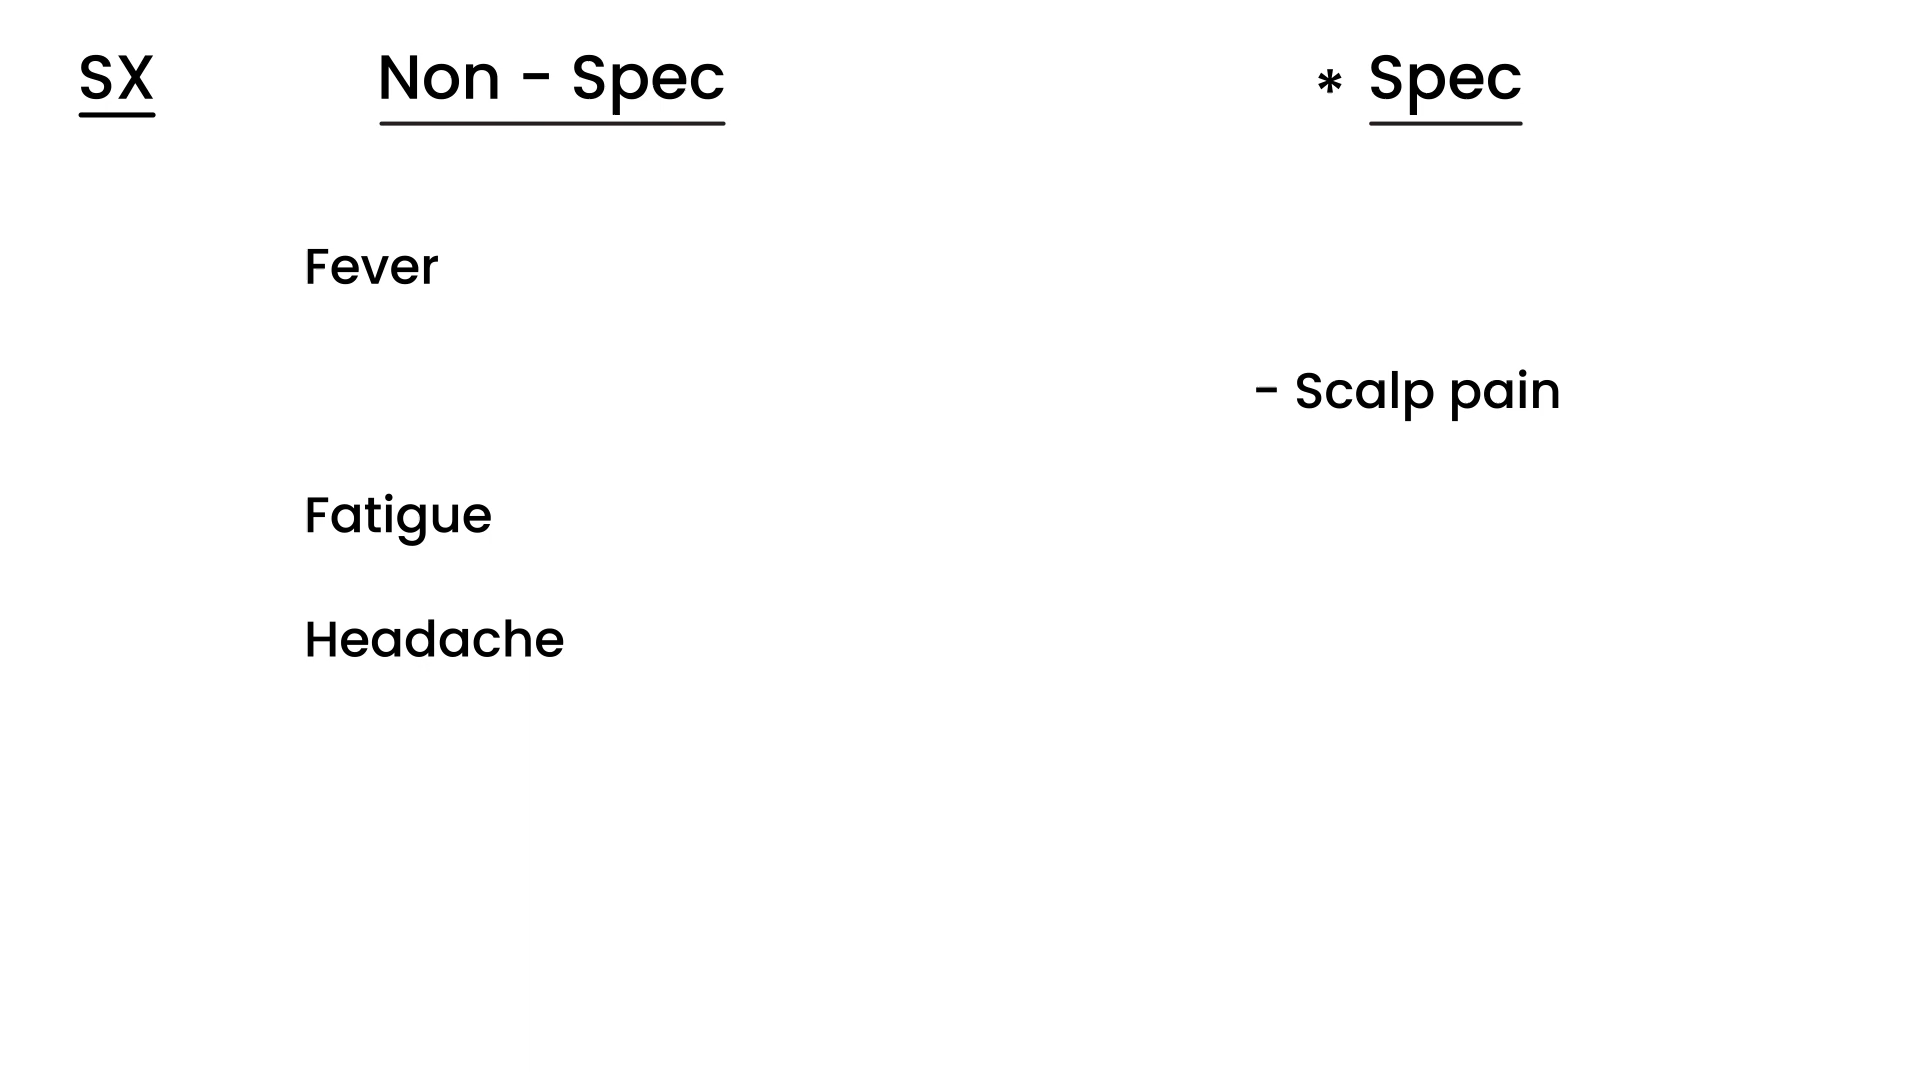 SX Non - Spec * Spec
Fever
- Scalp pain
Fatigue
Headache